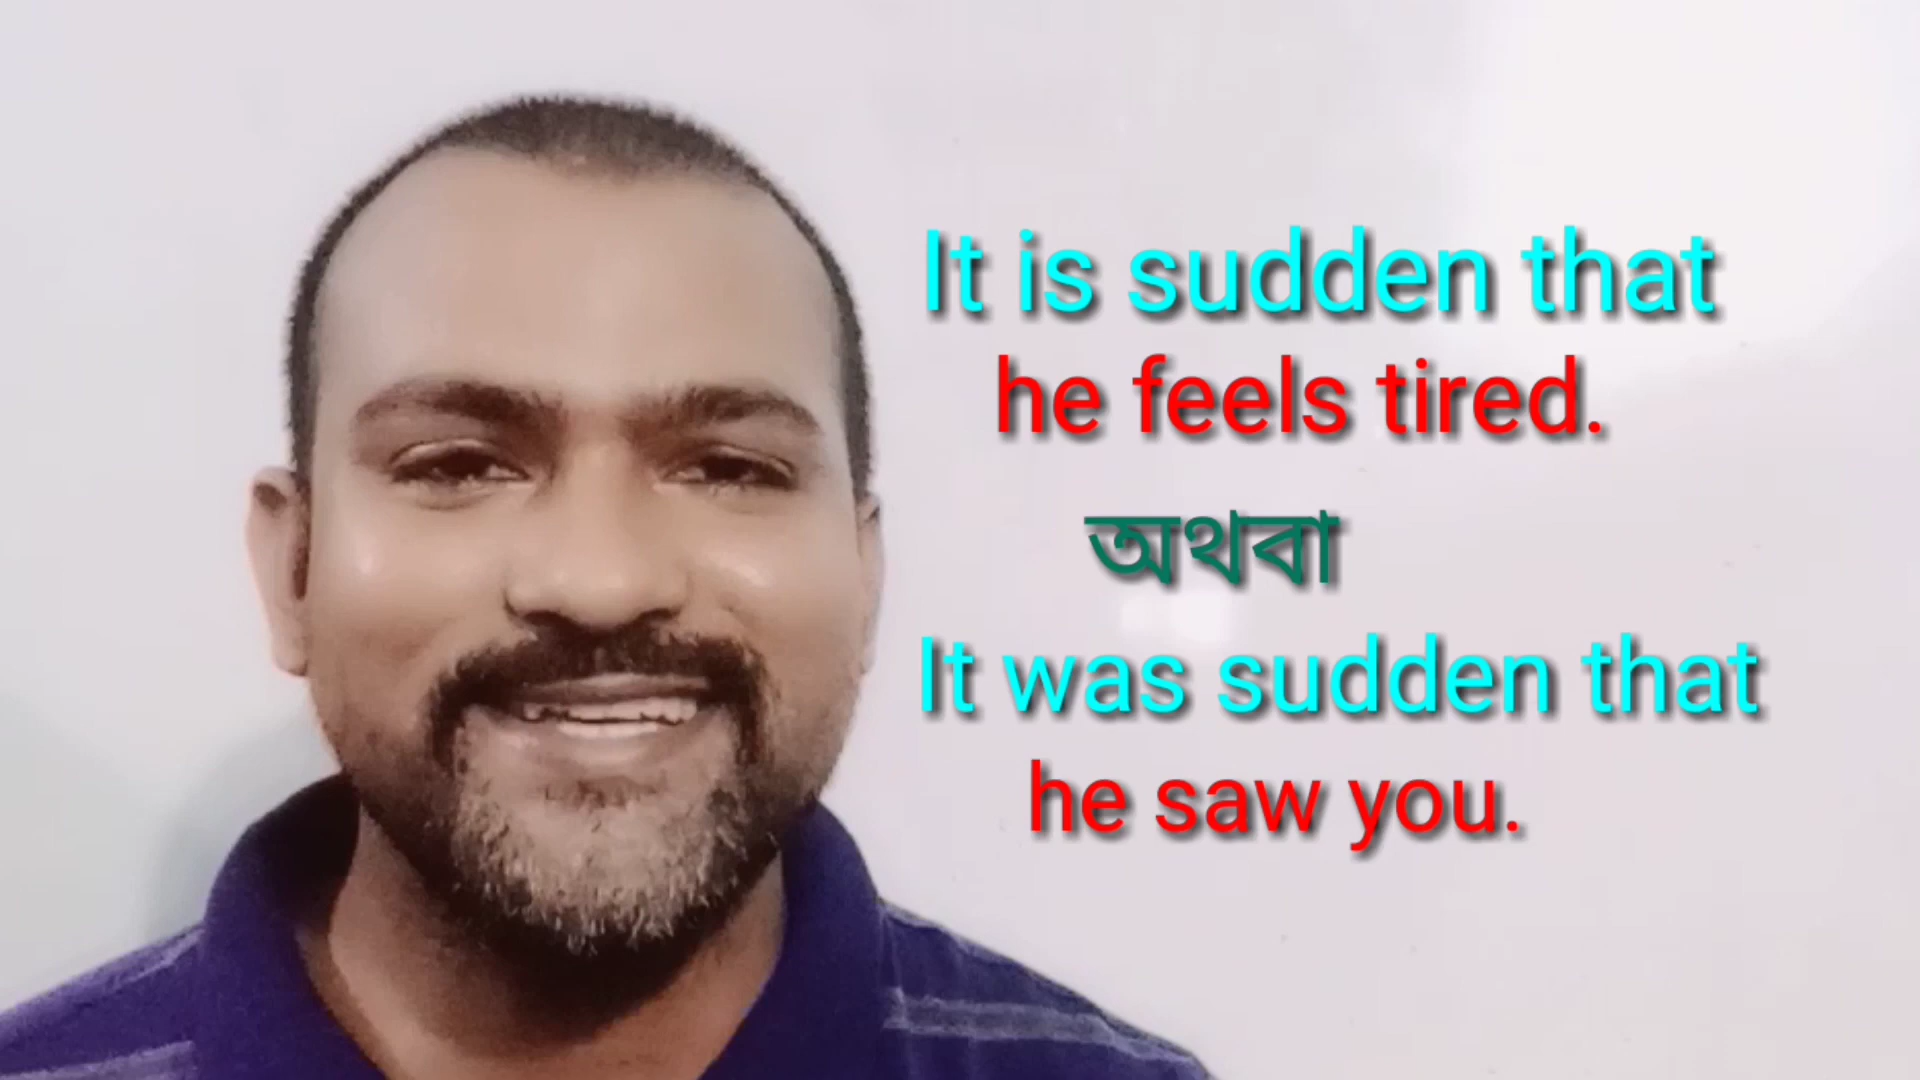 It is sudden that
he feels tired.
অথবা
It was sudden that
he saw you.